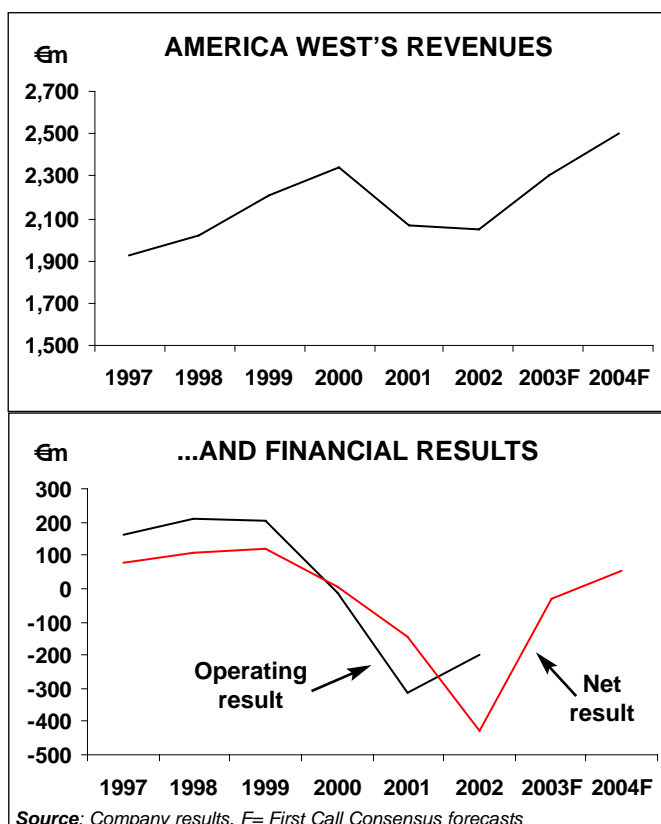 €m
AMERICA WEST'S REVENUES
2,700
2,500
2,300
2,100
1,900
1,700
1,500
1997 1998 1999 2000 2001 2002 2003F 2004F
€m
...AND FINANCIAL RESULTS
300
200
100
0
-100
-200
-300
-400
-500
Operating
result
Net
result
1997 1998 1999 2000 2001 2002 2003F 2004F
Source: Company results. F= First Call Consensus forecasts